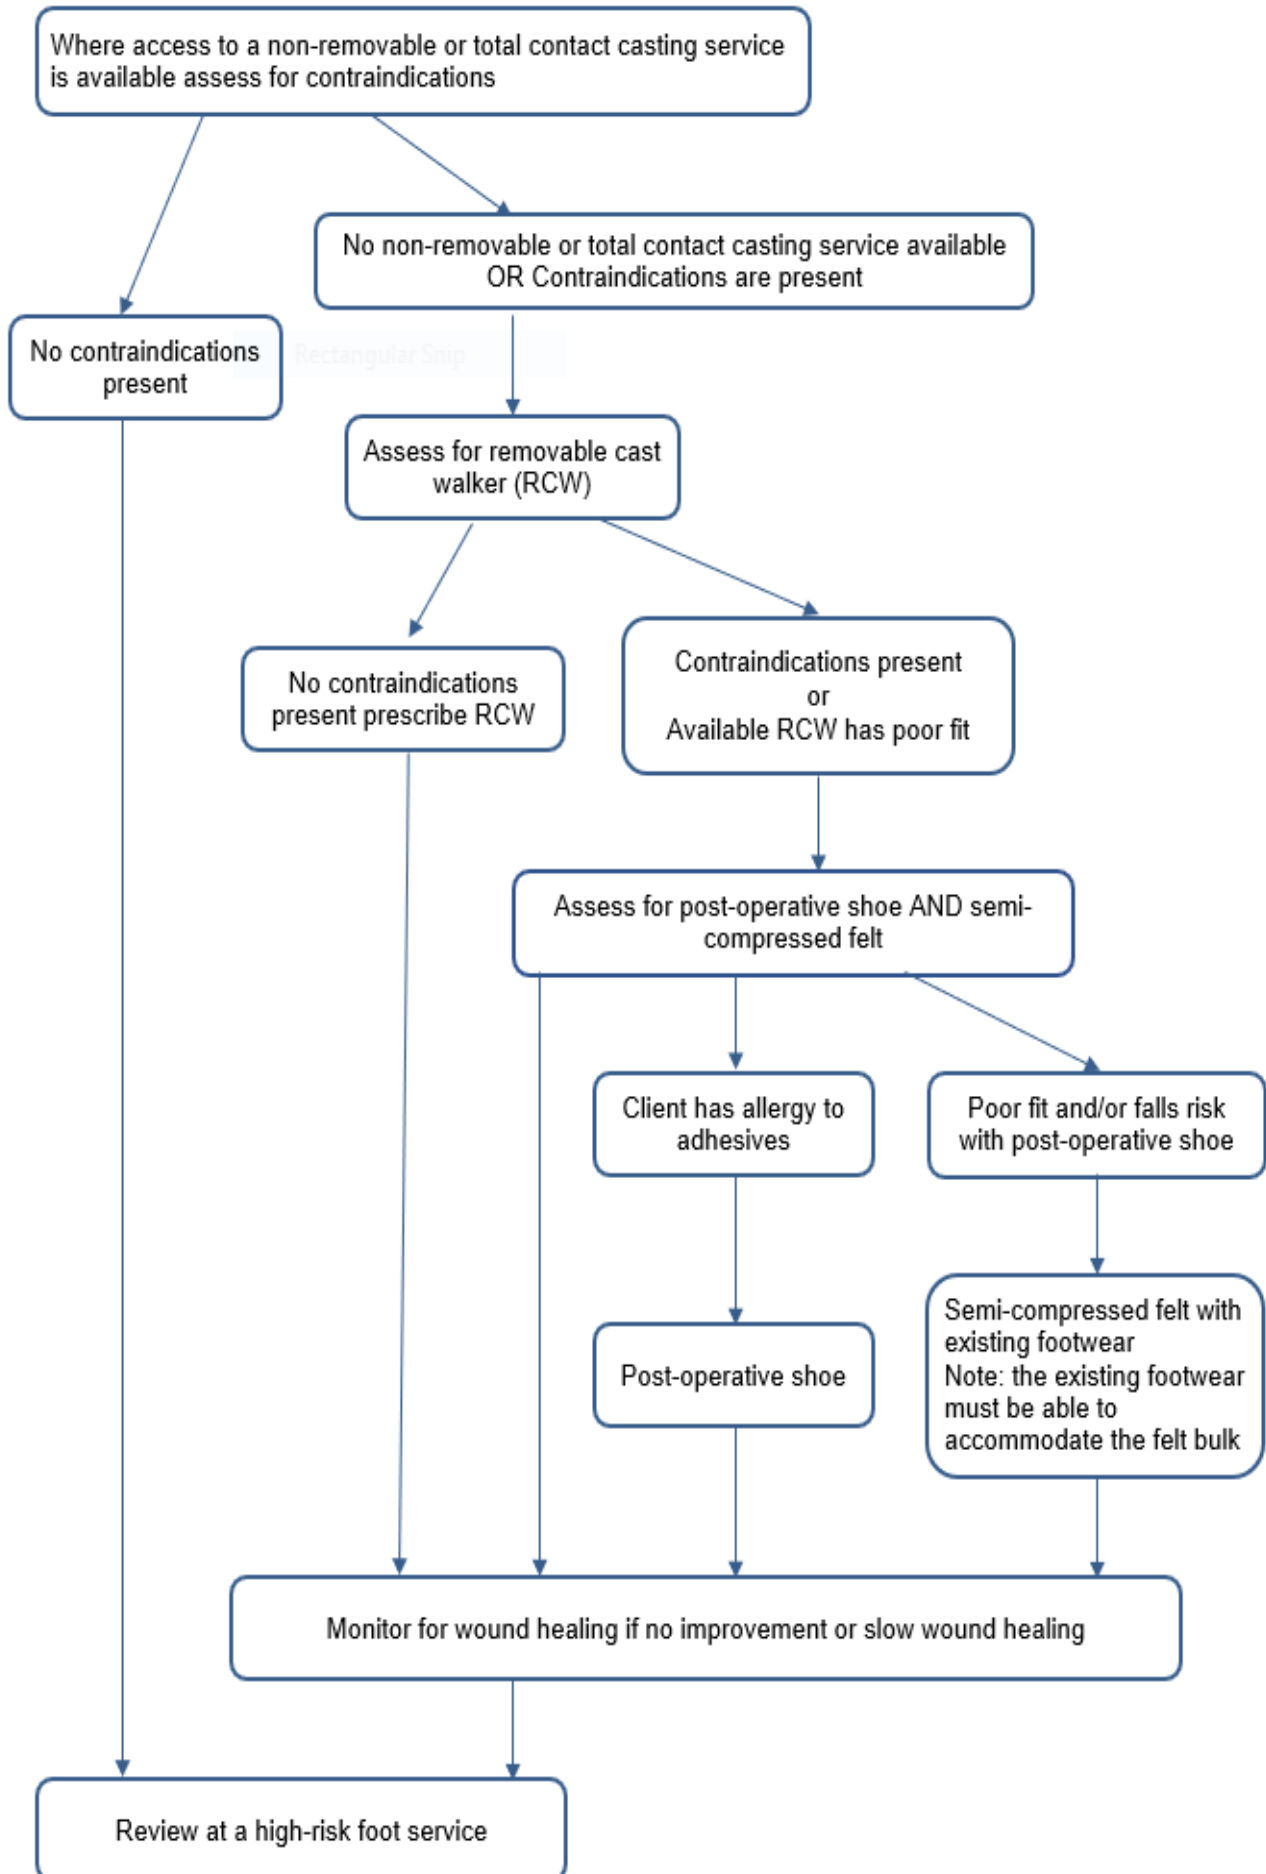 Where access to a non-removable or total contact casting service
is available assess for contraindications
No non-removable or total contact casting service available
OR Contraindications are present
No contraindications
present
Rectangular Snip
Assess for removable cast
walker (RCW)
No contraindications
present prescribe RCW
Contraindications present
or
Available RCW has poor fit
Assess for post-operative shoe AND semi-
compressed felt
Client has allergy to
adhesives
Poor fit and/or falls risk
with post-operative shoe
Post-operative shoe
Semi-compressed felt with
existing footwear
Note: the existing footwear
must be able to
accommodate the felt bulk
Monitor for wound healing if no improvement or slow wound healing
Review at a high-risk foot service